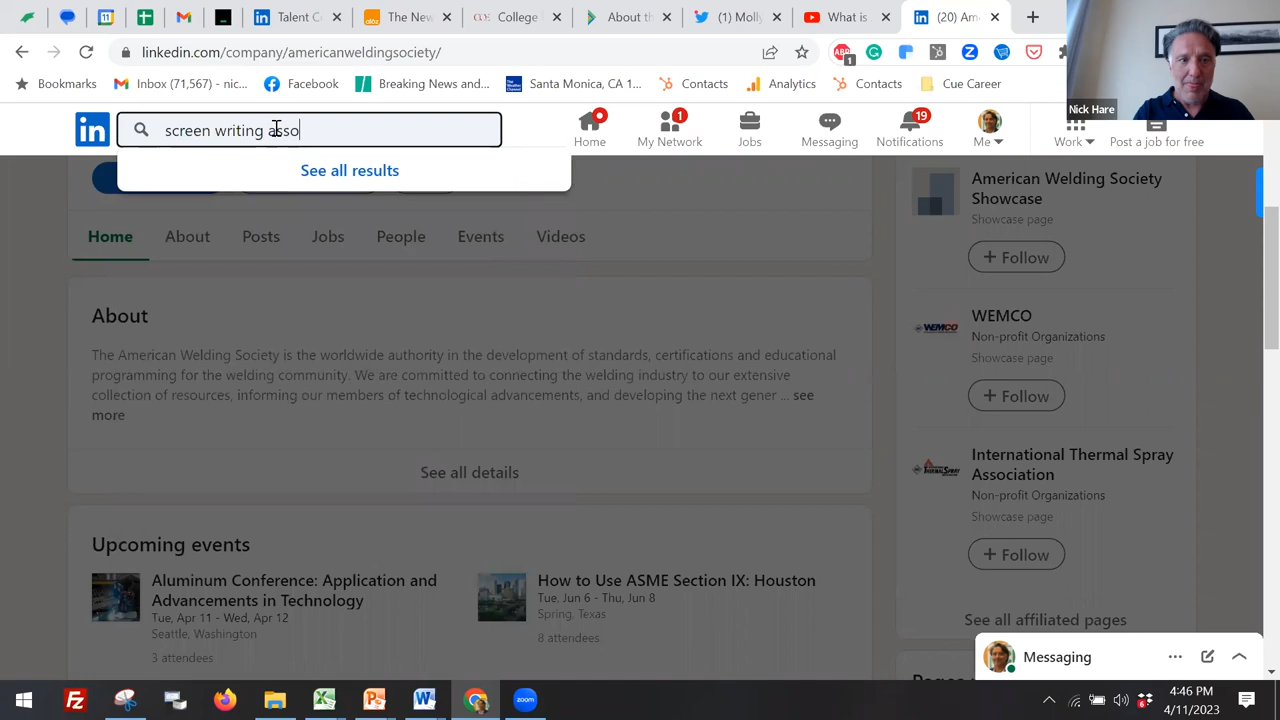 Talent C
The New
COE Colleg
About th
(1) Molly
What is
(20) Am
linkedin.com/company/americanweldingsociety/
Bookmarks
Inbox (71,567) - nic...
Facebook
Breaking News and...
Santa Monica, CA 1...
Contacts
Analytics
Contacts
Cue Career
Nick Hare
screen writing asso
See all results
Home
My Network
Jobs
Messaging
Notifications
Me
Work
Post a job for free
1
19
Home
About
Posts
Jobs
People
Events
Videos
About
The American Welding Society is the worldwide authority in the development of standards, certifications and educational
programming for the welding community. We are committed to connecting the welding industry to our extensive
collection of resources, informing our members of technological advancements, and developing the next gener ... see
more
See all details
Upcoming events
Aluminum Conference: Application and
Advancements in Technology
Tue, Apr 11 - Wed, Apr 12
Seattle, Washington
3 attendees
How to Use ASME Section IX: Houston
Tue, Jun 6 - Thu, Jun 8
Spring, Texas
8 attendees
American Welding Society
Showcase
Showcase page
+ Follow
WEMCO
Non-profit Organizations
Showcase page
+ Follow
International Thermal Spray
Association
Non-profit Organizations
Showcase page
+ Follow
See all affiliated pages
Messaging
4:46 PM
4/11/2023